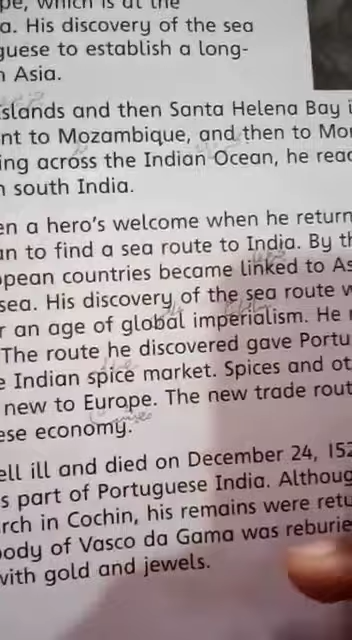 pe, which is at the
a. His discovery of the sea
guese to establish a long-
n Asia.
slands and then Santa Helena Bay i
nt to Mozambique, and then to Mo
ing across the Indian Ocean, he reac
n south India.
en a hero's welcome when he return
an to find a sea route to India. By th
opean countries became linked to As
sea. His discovery of the sea route w
r an age of global imperialism. He
The route he discovered gave Portu
e Indian spice market. Spices and ot
new to Europe. The new trade rout
ese economy.
ell ill and died on December 24, 152
s part of Portuguese India. Althoug
rch in Cochin, his remains were retu
body of Vasco da Gama was reburie
with gold and jewels.